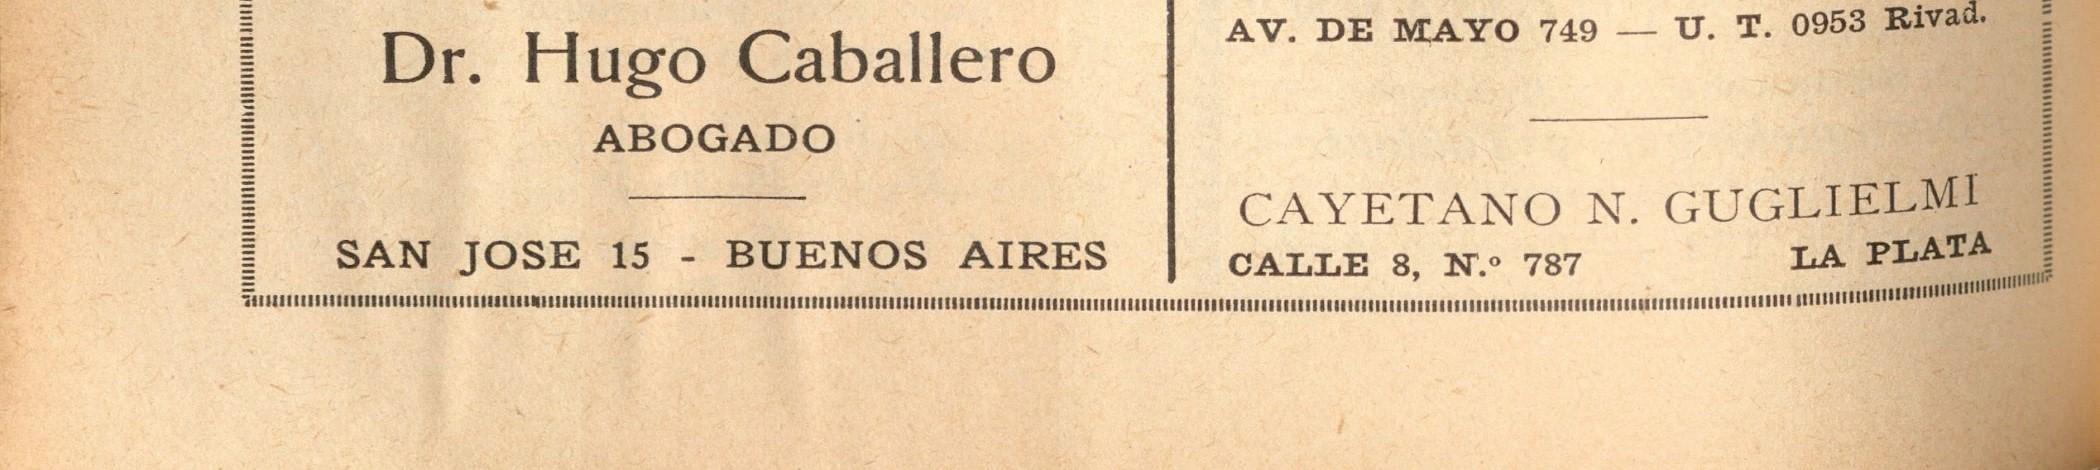 Dr. Hugo Caballero
ABOGADO
SAN JOSE 15 - BUENOS AIRES
AV. DE MAYO 749 — U. T. 0953 Rivad.
CAYETANO N. GUGLIELMI
CALLE 8, N.º 787 LA PLATA